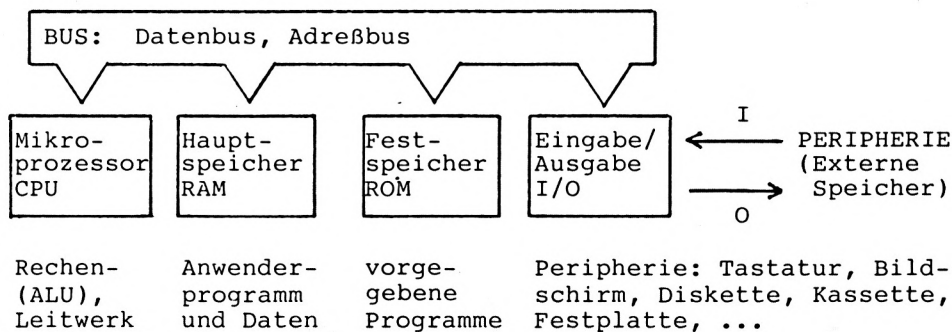 BUS: Datenbus, Adreßbus
I
Mikro-
prozessor
CPU
Haupt-
speicher
RAM
Fest-
speicher
ROM
Eingabe/
Ausgabe
I/O
PERIPHERIE
(Externe
Speicher)
O
Rechen-
(ALU),
Leitwerk
Anwender-
programm
und Daten
vorge-
gebene
Programme
Peripherie: Tastatur, Bild-
schirm, Diskette, Kassette,
Festplatte, ...